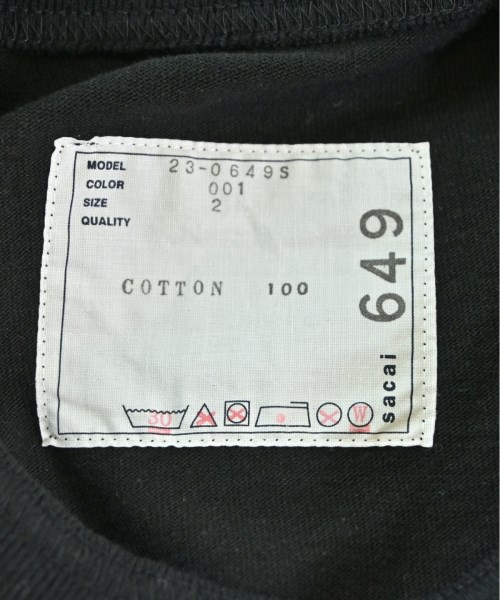 MODEL 23-0649S
COLOR 001
SIZE 2
QUALITY
COTTON 100
30
W
sacai 649